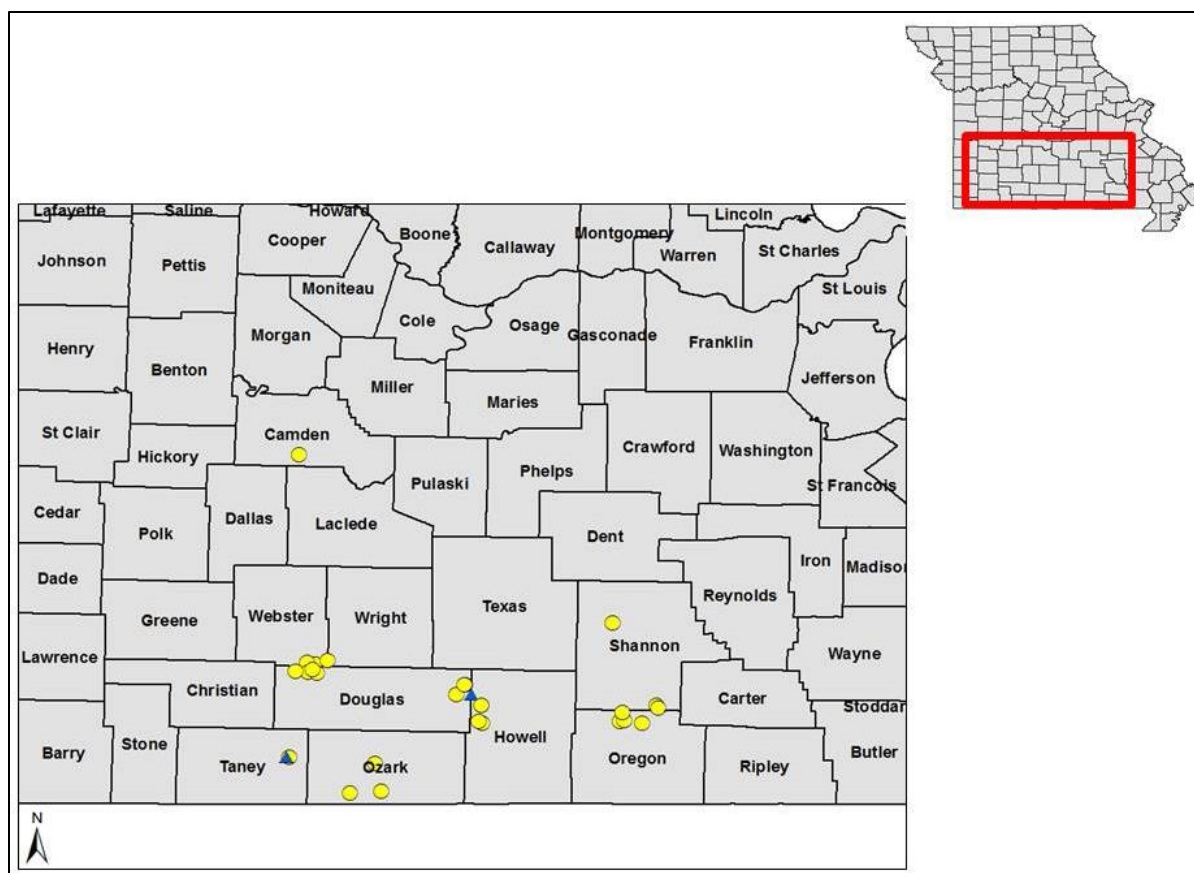 Lafayette
Saline
Howard
Boone
Callaway
Montgomery
Lincoln
Warren
St Charles
Johnson
Pettis
Cooper
Moniteau
Cole
Osage
Gasconade
Franklin
St Louis
Henry
Benton
Morgan
Miller
Maries
Jefferson
St Clair
Hickory
Camden
Pulaski
Phelps
Crawford
Washington
St Francois
Cedar
Polk
Dallas
Laclede
Dent
Iron
Madison
Dade
Greene
Webster
Wright
Texas
Shannon
Reynolds
Wayne
Lawrence
Christian
Douglas
Howell
Carter
Stoddar
Barry
Stone
Taney
Ozark
Oregon
Ripley
Butler
N